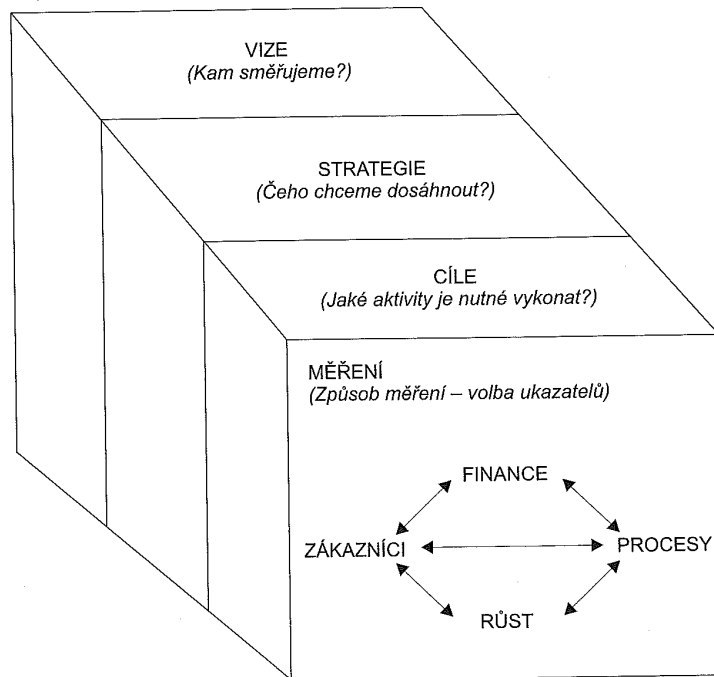 VIZE
(Kam směřujeme?)
STRATEGIE
(Čeho chceme dosáhnout?)
CÍLE
(Jaké aktivity je nutné vykonat?)
MĚŘENÍ
(Způsob měření – volba ukazatelů)
FINANCE
ZÁKAZNÍCI
PROCESY
RŮST